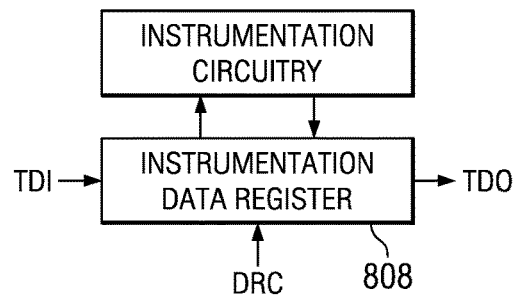 INSTRUMENTATION
CIRCUITRY
TDI
INSTRUMENTATION
DATA REGISTER
TDO
DRC
808